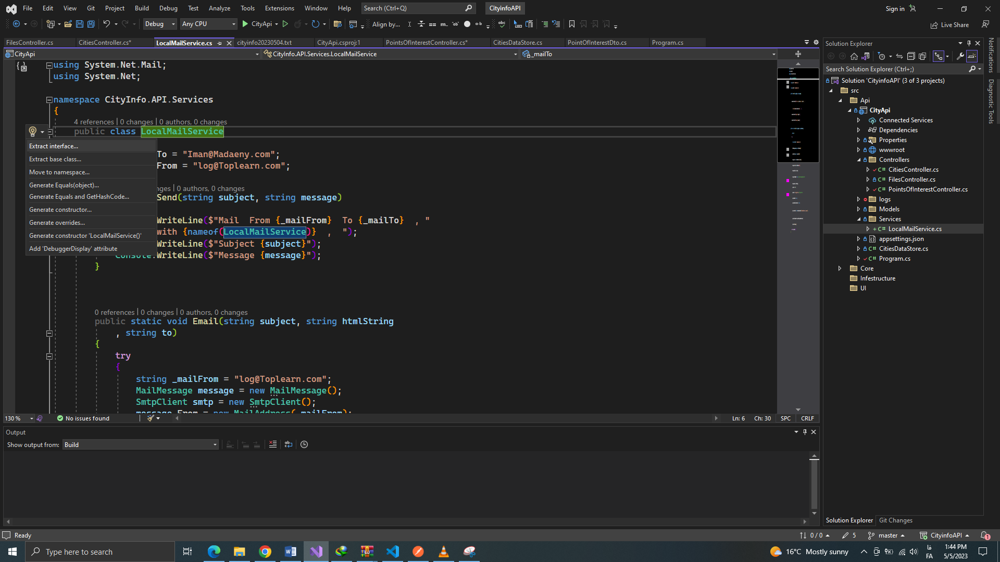 File Edit View Git Project Build Debug Test Analyze Tools Extensions Window Help Search (Ctrl+Q) CityinfoAPI Sign in
Debug Any CPU CityApi Align by... Live Share
FilesController.cs CitiesController.cs* LocalMailService.cs cityinfo20230504.txt CityApi.csproj:1 PointsOfInterestController.cs* CitiesDataStore.cs PointOfInterestDto.cs Program.cs
CityApi CityInfo.API.Services.LocalMailService _mailTo
using System.Net.Mail;
using System.Net;
namespace CityInfo.API.Services
{
4 references | 0 changes | 0 authors, 0 changes
public class LocalMailService
Extract interface...
Extract base class...
Move to namespace...
Generate Equals(object)...
Generate Equals and GetHashCode...
Generate constructor...
Generate overrides...
Generate constructor 'LocalMailService()'
Add 'DebuggerDisplay' attribute
To = "Iman@Madaeny.com";
From = "log@Toplearn.com";
nges | 0 authors, 0 changes
Send(string subject, string message)
WriteLine($"Mail From {_mailFrom} To {_mailTo} , "
with {nameof(LocalMailService)} , ");
WriteLine($"Subject {subject}");
Console.WriteLine($"Message {message}");
}
0 references | 0 changes | 0 authors, 0 changes
public static void Email(string subject, string htmlString
, string to)
{
try
{
string _mailFrom = "log@Toplearn.com";
MailMessage message = new MailMessage();
SmtpClient smtp = new SmtpClient();
message.From = new MailAddress(_mailFrom);
130 % No issues found Ln: 6 Ch: 30 SPC CRLF
Output
Show output from: Build
Solution Explorer
Search Solution Explorer (Ctrl+;)
Solution 'CityinfoAPI' (3 of 3 projects)
src
Api
CityApi
Connected Services
Dependencies
Properties
wwwroot
Controllers
C# CitiesController.cs
C# FilesController.cs
C# PointsOfInterestController.cs
logs
Models
Services
+ C# LocalMailService.cs
appsettings.json
C# CitiesDataStore.cs
C# Program.cs
Core
Infestructure
UI
Solution Explorer Git Changes
Notifications
Diagnostic Tools
Ready 0 / 0 5 master CityinfoAPI 1
Type here to search 16°C Mostly sunny فا FA 1:44 PM 5/5/2023